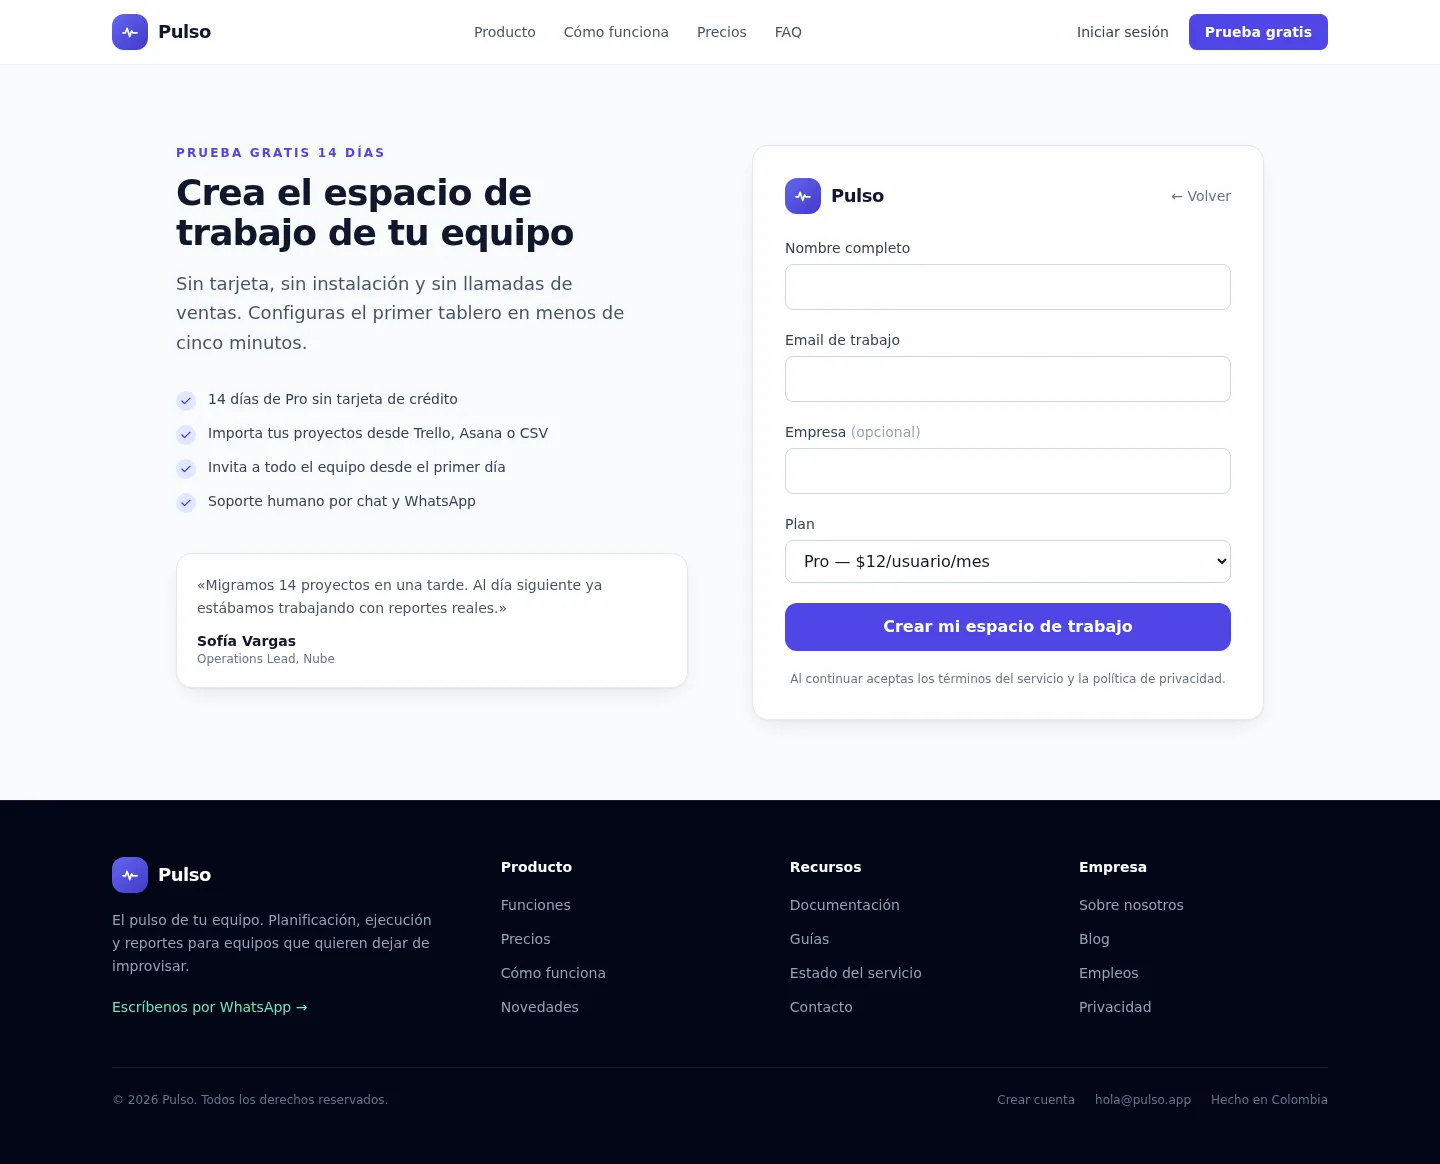 Pulso
Producto
Cómo funciona
Precios
FAQ
Iniciar sesión
Prueba gratis
PRUEBA GRATIS 14 DÍAS
Crea el espacio de
trabajo de tu equipo
Sin tarjeta, sin instalación y sin llamadas de
ventas. Configuras el primer tablero en menos de
cinco minutos.
14 días de Pro sin tarjeta de crédito
Importa tus proyectos desde Trello, Asana o CSV
Invita a todo el equipo desde el primer día
Soporte humano por chat y WhatsApp
«Migramos 14 proyectos en una tarde. Al día siguiente ya
estábamos trabajando con reportes reales.»
Sofía Vargas
Operations Lead, Nube
Pulso
← Volver
Nombre completo
Email de trabajo
Empresa (opcional)
Plan
Pro — $12/usuario/mes
Crear mi espacio de trabajo
Al continuar aceptas los términos del servicio y la política de privacidad.
Pulso
El pulso de tu equipo. Planificación, ejecución
y reportes para equipos que quieren dejar de
improvisar.
Escríbenos por WhatsApp →
Producto
Funciones
Precios
Cómo funciona
Novedades
Recursos
Documentación
Guías
Estado del servicio
Contacto
Empresa
Sobre nosotros
Blog
Empleos
Privacidad
© 2026 Pulso. Todos los derechos reservados.
Crear cuenta
hola@pulso.app
Hecho en Colombia